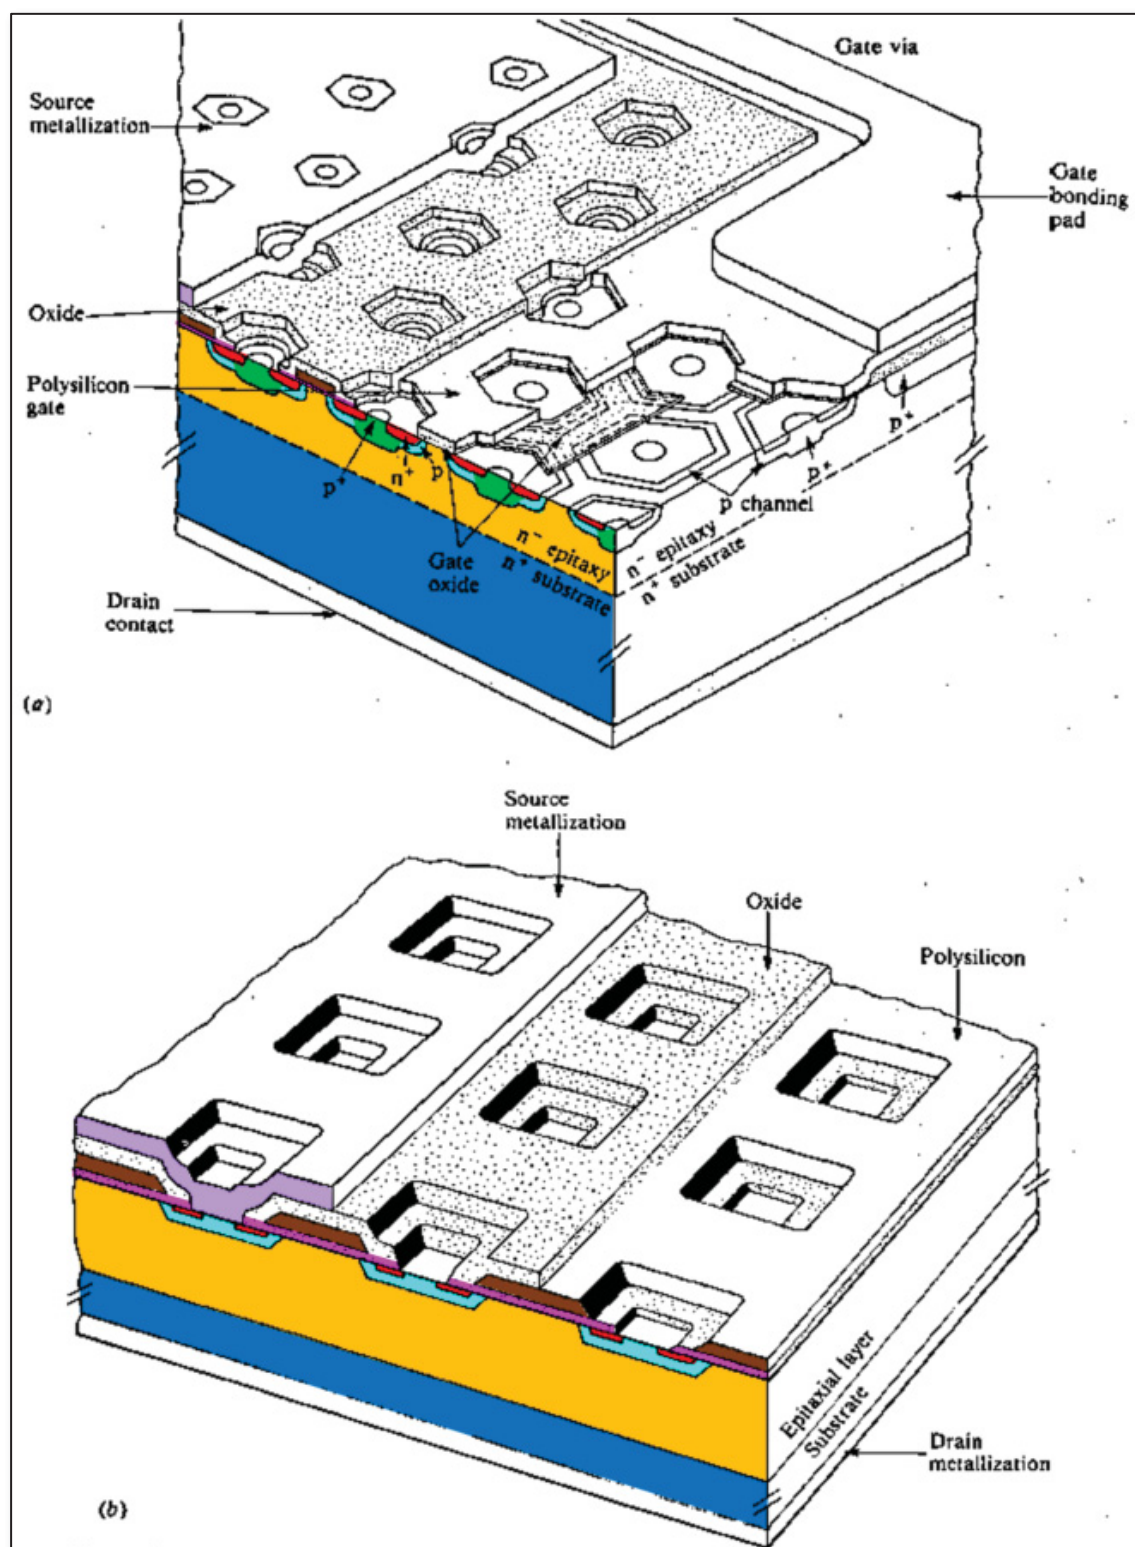 Gate via
Source
metallization
Gate
bonding
pad
Oxide
Polysilicon
gate
p+
p+
p+
n+
p
p channel
Gate
oxide
n− epitaxy
n+ substrate
n− epitaxy
n+ substrate
Drain
contact
(a)
Source
metallization
Oxide
Polysilicon
Epitaxial layer
Substrate
Drain
metallization
(b)